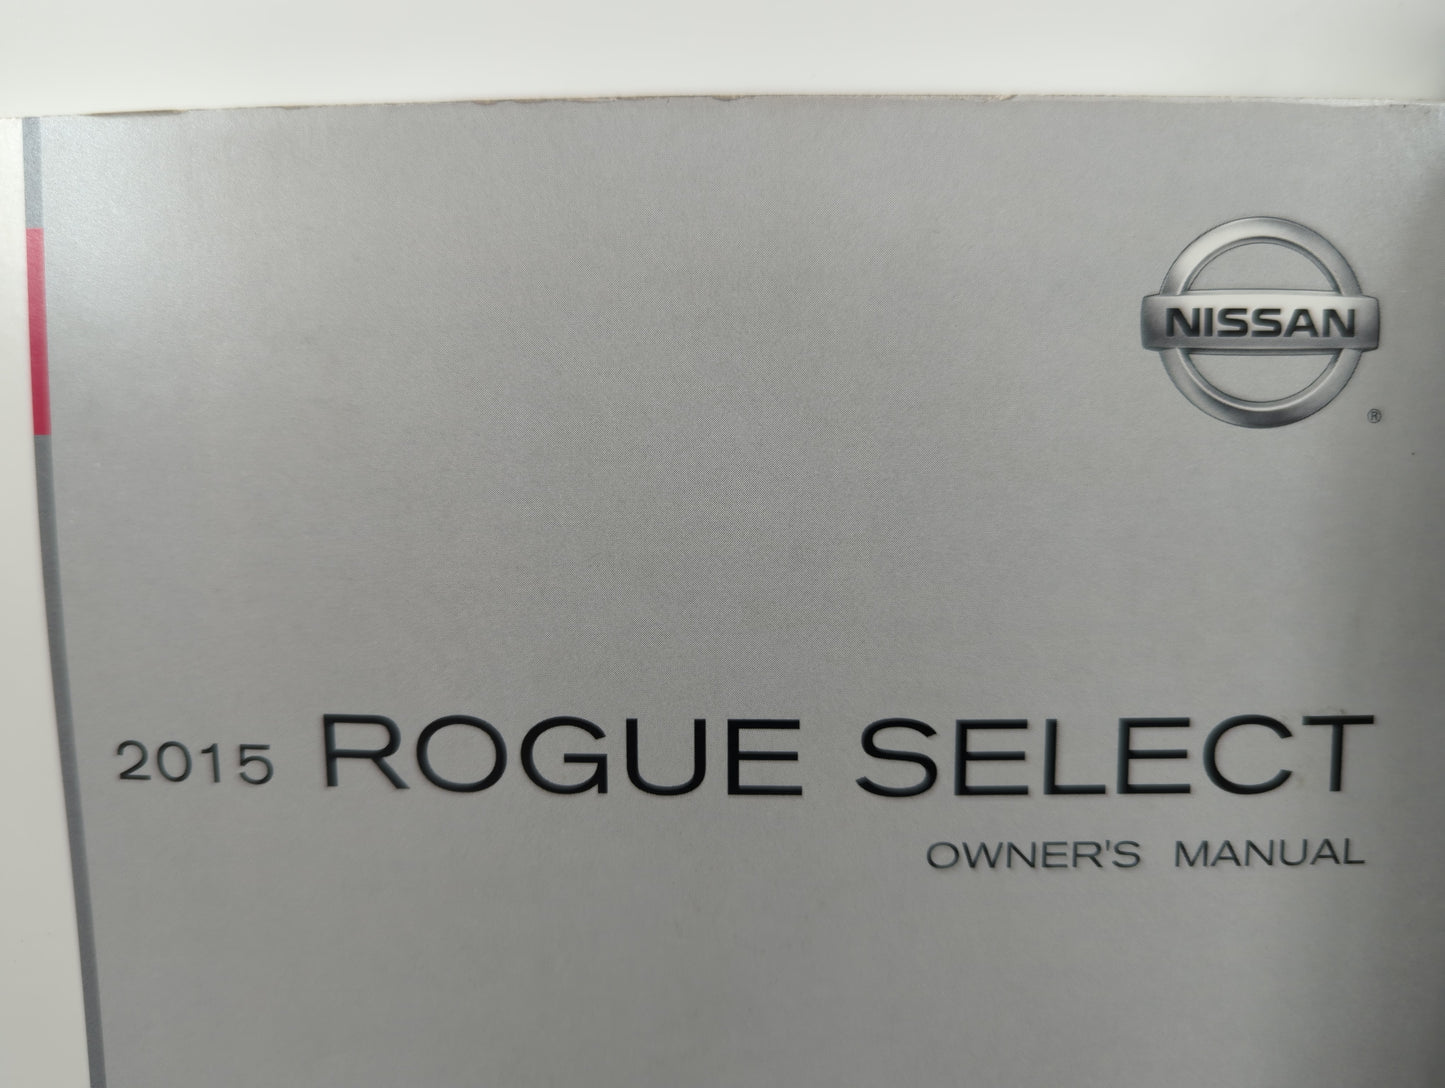 NISSAN
®
2015 ROGUE SELECT
OWNER'S MANUAL